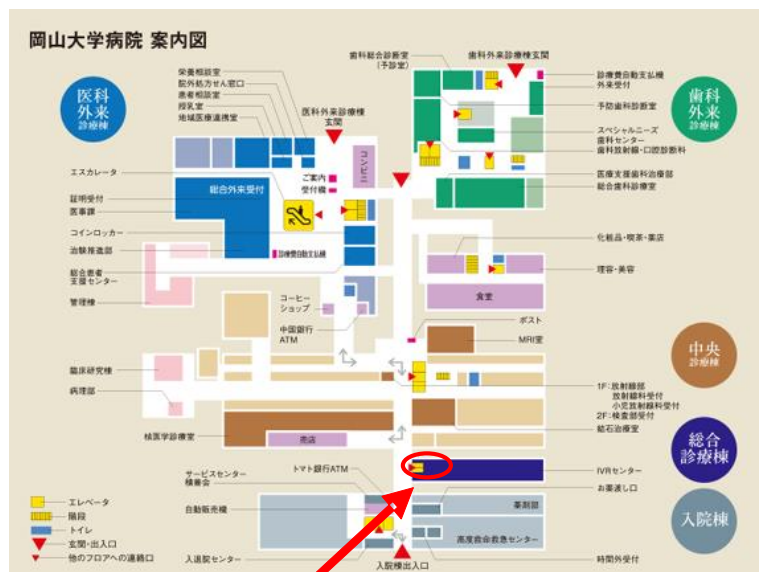 岡山大学病院 案内図
医科
外来
診療棟
栄養相談室
院外処方せん窓口
患者相談室
授乳室
地域医療連携室
医科外来診療棟
玄関
歯科総合診断室
(予診室)
歯科外来診療棟玄関
診療費自動支払機
外来受付
予防歯科診断室
スペシャルニーズ
歯科センター
歯科放射線・口腔診断科
医療支援歯科治療部
総合歯科診療室
歯科
外来
診療棟
エスカレータ
総合外来受付
ご案内
受付機
コンビニ
証明受付
医事課
コインロッカー
治験推進部
診療費自動支払機
総合患者
支援センター
管理棟
化粧品・喫茶・薬店
理容・美容
食堂
コーヒー
ショップ
中国銀行
ATM
ポスト
MRI室
中央
診療棟
臨床研究棟
病理部
1F:放射線部
放射線科受付
小児放射線科受付
2F:検査部受付
結石治療室
核医学診療室
売店
総合
診療棟
サービスセンター
積善会
トマト銀行ATM
IVRセンター
お薬渡し口
自動販売機
薬剤部
入院棟
高度救命救急センター
入退院センター
入院棟出入口
時間外受付
エレベータ
階段
トイレ
玄関・出入口
他のフロアへの連絡口